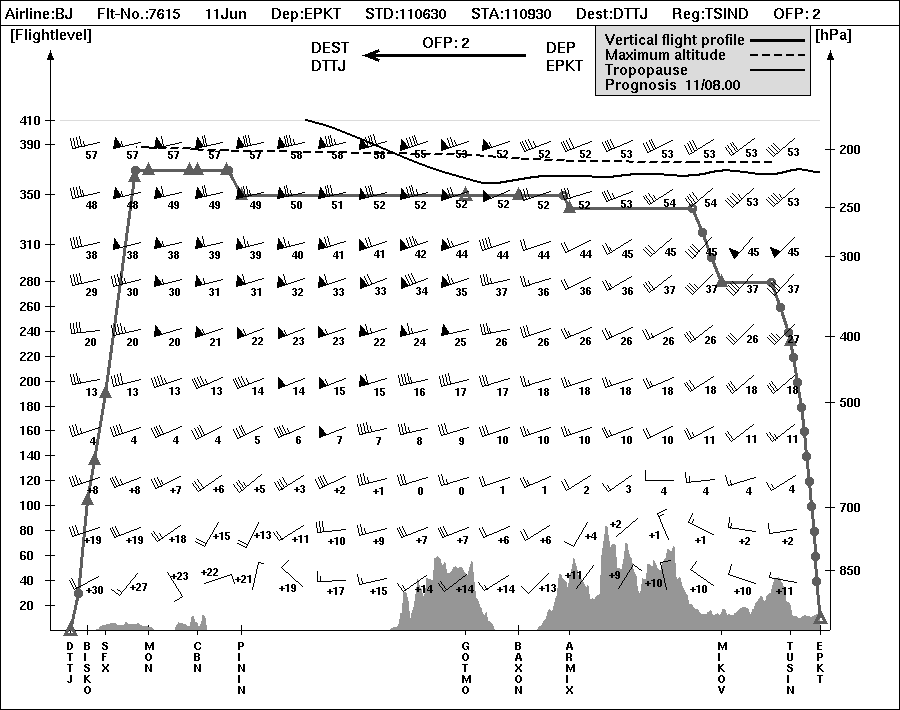 Airline:BJ Flt-No.:7615 11Jun Dep:EPKT STD:110630 STA:110930 Dest:DTTJ Reg:TSIND OFP: 2
[Flightlevel] DEST OFP: 2 DEP Vertical flight profile [hPa]
DTTJ EPKT Maximum altitude
Tropopause
Prognosis 11/08.00
410
390 57 57 57 57 57 58 58 58 55 53 52 52 52 53 53 53 53 53 200
350 48 48 49 49 49 50 51 52 52 52 52 52 52 53 54 54 53 53 250
310 38 38 38 39 39 40 41 41 42 44 44 44 44 45 45 45 45 45 300
280 29 30 30 31 31 32 33 33 34 35 37 36 36 36 37 37 37 37
260
240 20 20 20 21 22 23 23 22 24 25 26 26 26 26 26 26 26 27 400
220
200 13 13 13 13 14 14 15 15 16 17 17 18 18 18 18 18 18 18
180 500
160 4 4 4 4 5 6 7 7 8 9 10 10 10 10 10 11 11 11
140
120 +8 +8 +7 +6 +5 +3 +2 +1 0 0 1 1 2 3 4 4 4 4
100 700
80 +19 +19 +18 +15 +13 +11 +10 +9 +7 +7 +6 +6 +4 +2 +1 +1 +2 +2
60 850
40 +30 +27 +23 +22 +21 +19 +17 +15 +14 +14 +14 +13 +11 +9 +10 +10 +10 +11
20
DTTJ BISKO SFX MON CBN PININ GOTMO BAXON ARMIX MIKOV TUSIN EPKT